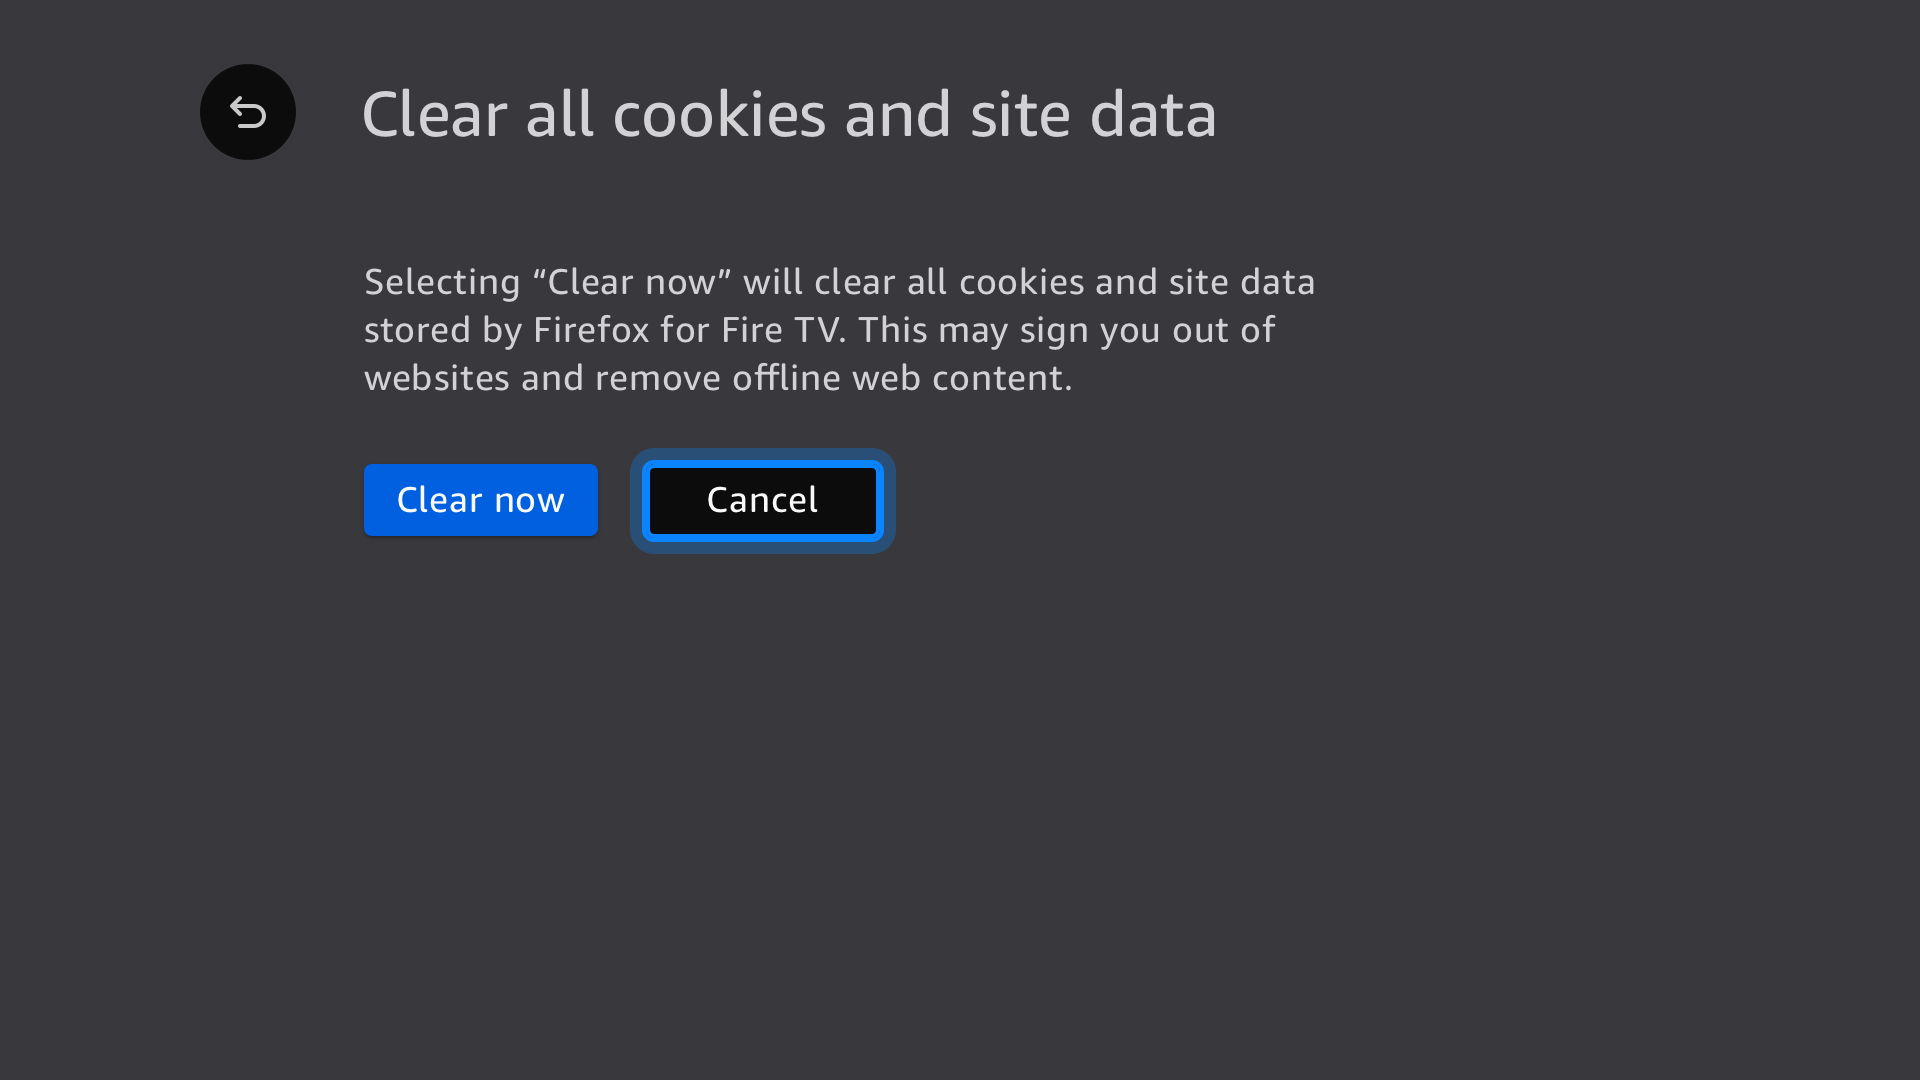 Clear all cookies and site data
Selecting “Clear now” will clear all cookies and site data
stored by Firefox for Fire TV. This may sign you out of
websites and remove offline web content.
Clear now
Cancel